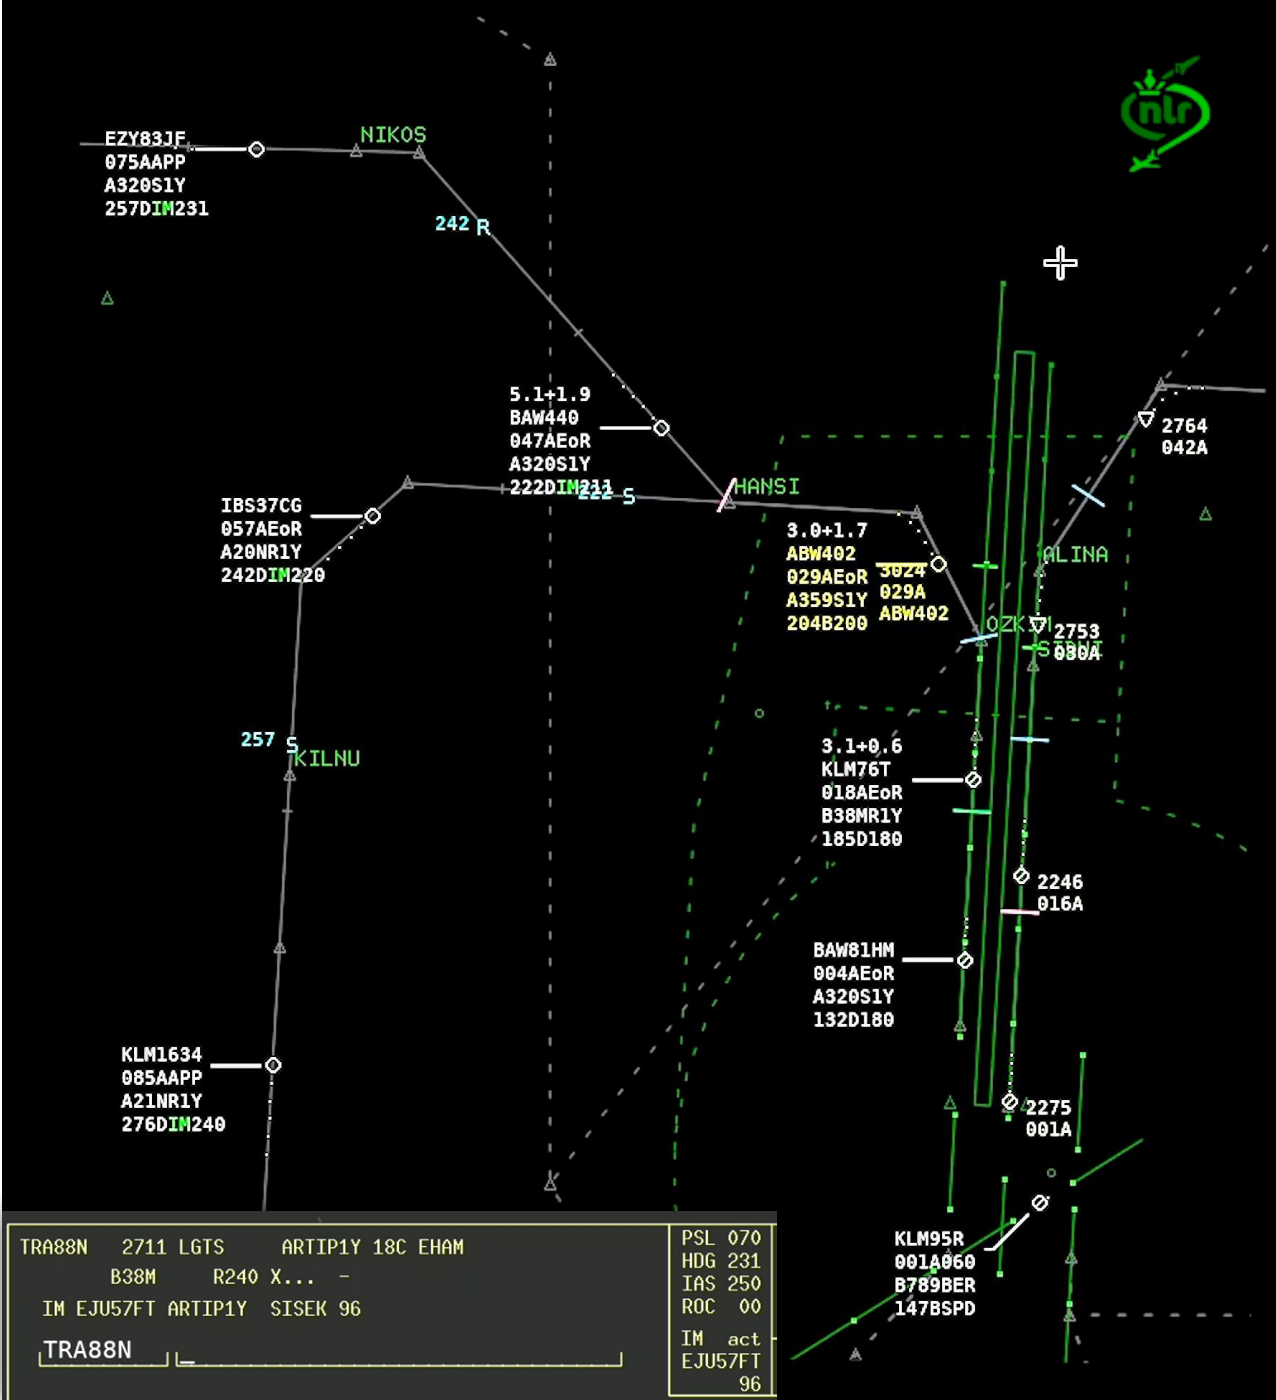 nlr
NIKOS
EZY83JF
075AAPP
A320S1Y
257DIM231
242 R
5.1+1.9
BAW440
047AEoR
A320S1Y
222DIM211
222 S
HANSI
2764
042A
IBS37CG
057AEoR
A20NR1Y
242DIM220
3.0+1.7
ABW402
029AEoR
A359S1Y
204B200
3024
029A
ABW402
ALINA
OZKIM
2753
030A
257 S
KILNU
3.1+0.6
KLM76T
018AEoR
B38MR1Y
185D180
2246
016A
BAW81HM
004AEoR
A320S1Y
132D180
KLM1634
085AAPP
A21NR1Y
276DIM240
2275
001A
KLM95R
001A060
B789BER
147BSPD
TRA88N 2711 LGTS ARTIP1Y 18C EHAM
B38M R240 X... -
IM EJU57FT ARTIP1Y SISEK 96
TRA88N
PSL 070
HDG 231
IAS 250
ROC 00
IM act
EJU57FT
96